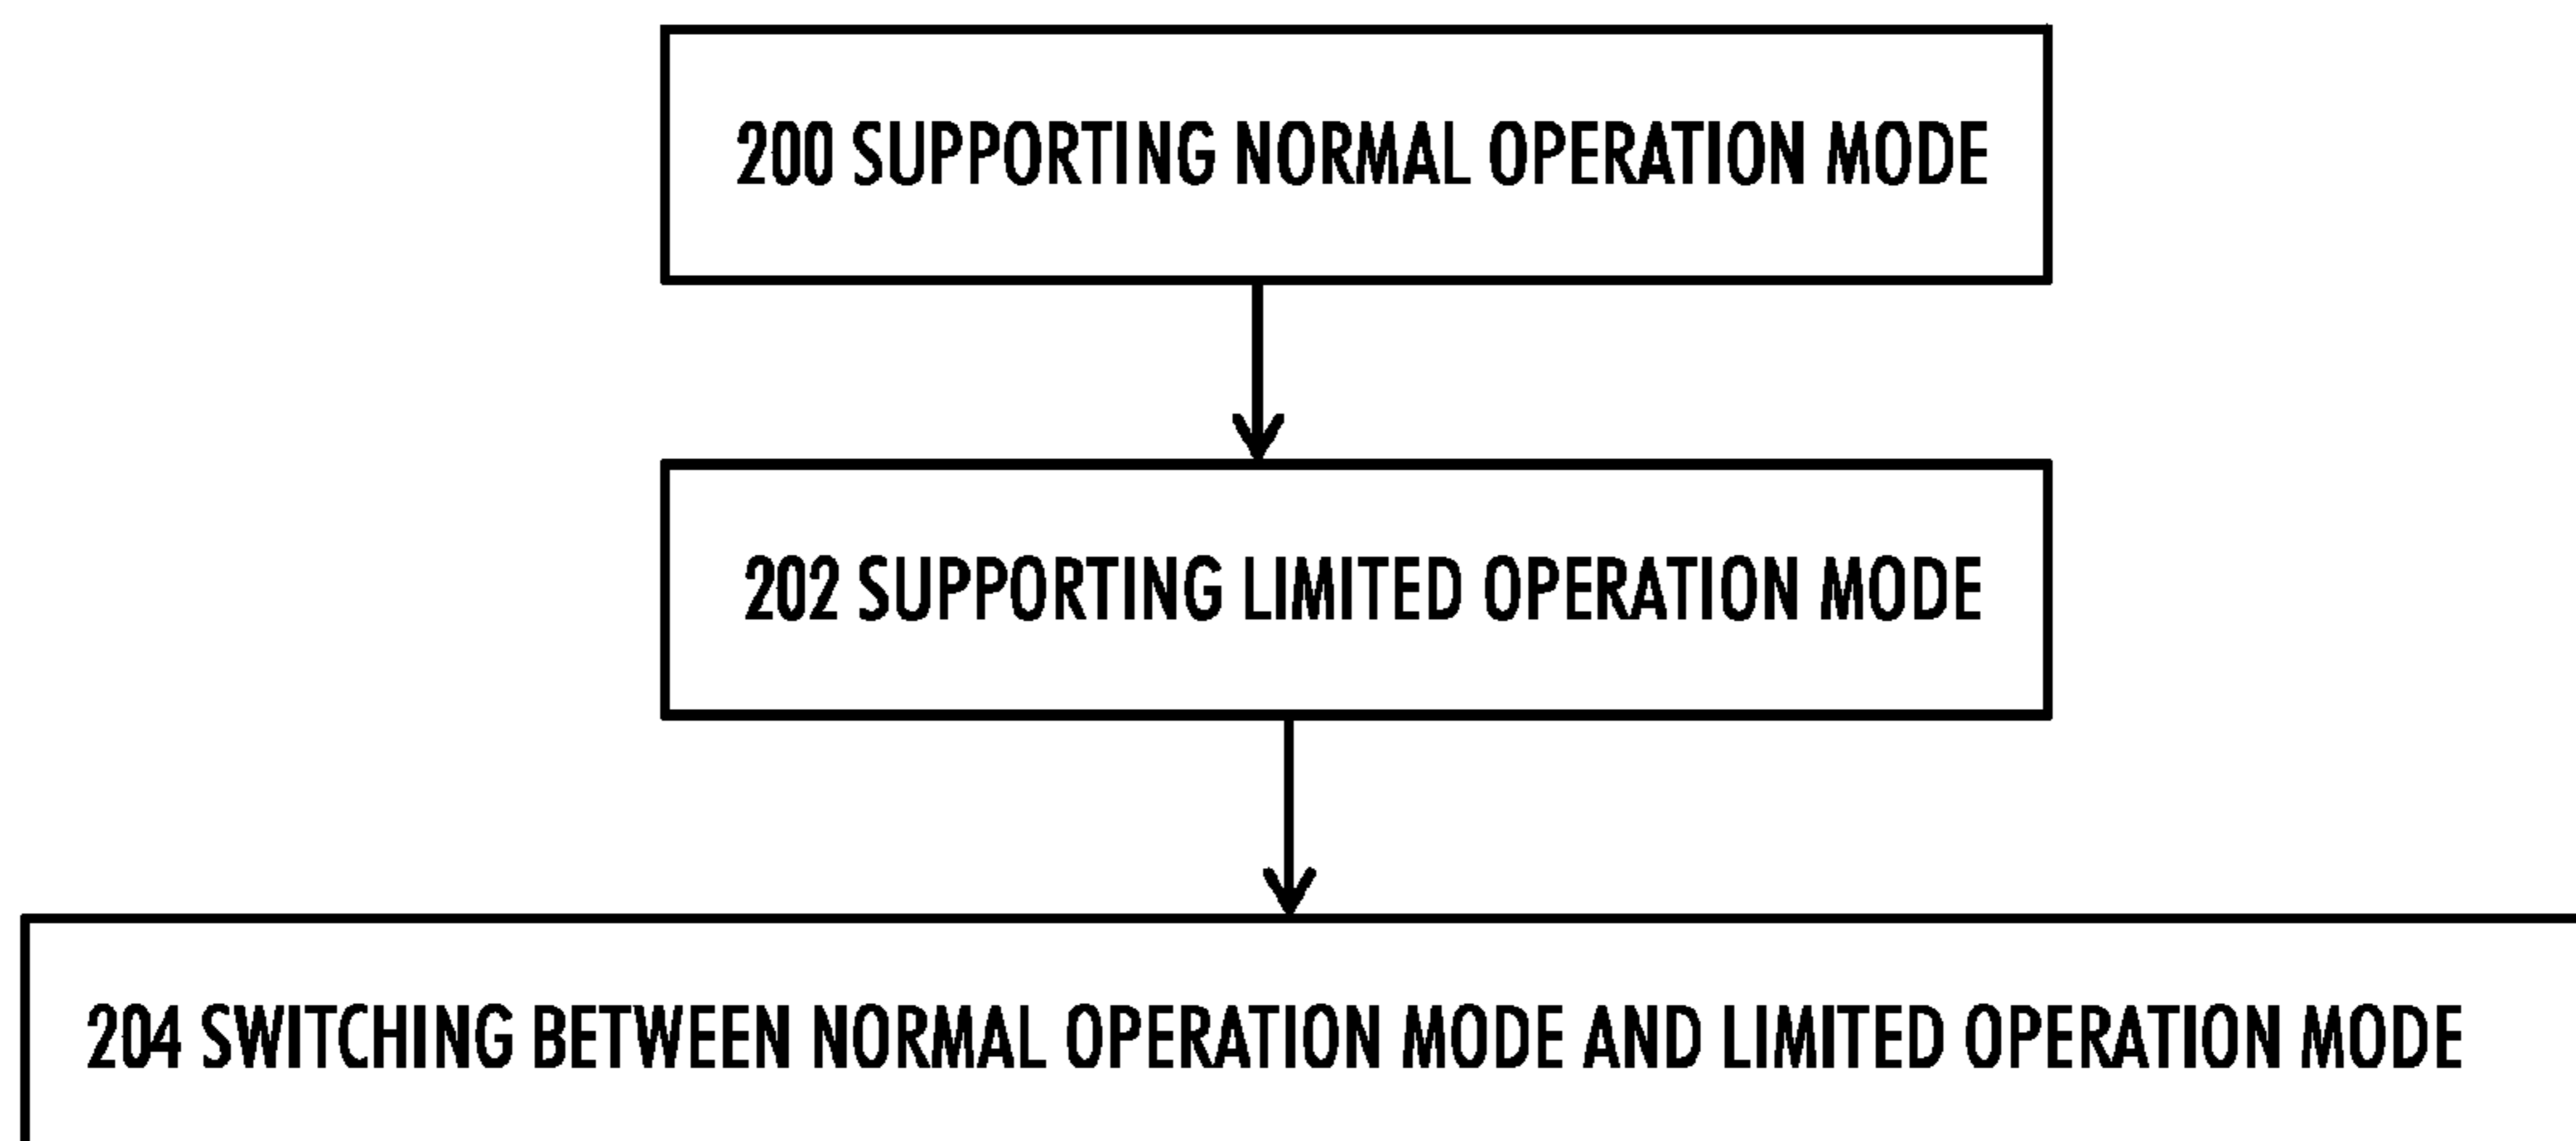 200 SUPPORTING NORMAL OPERATION MODE
202 SUPPORTING LIMITED OPERATION MODE
204 SWITCHING BETWEEN NORMAL OPERATION MODE AND LIMITED OPERATION MODE